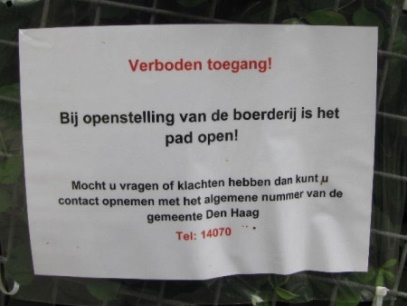 Verboden toegang!
Bij openstelling van de boerderij is het
pad open!
Mocht u vragen of klachten hebben dan kunt u
contact opnemen met het algemene nummer van de
gemeente Den Haag
Tel: 14070